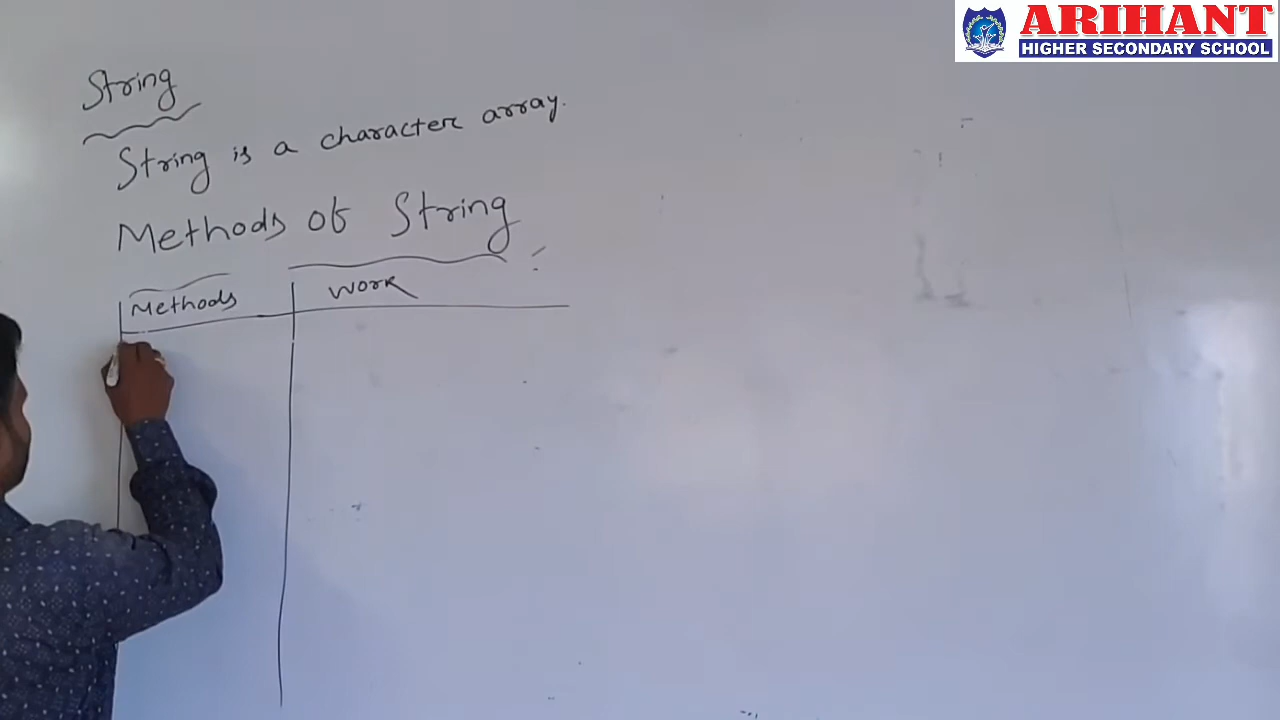 ARIHANT
HIGHER SECONDARY SCHOOL
String
String is a character array.
Methods of String
Methods Work